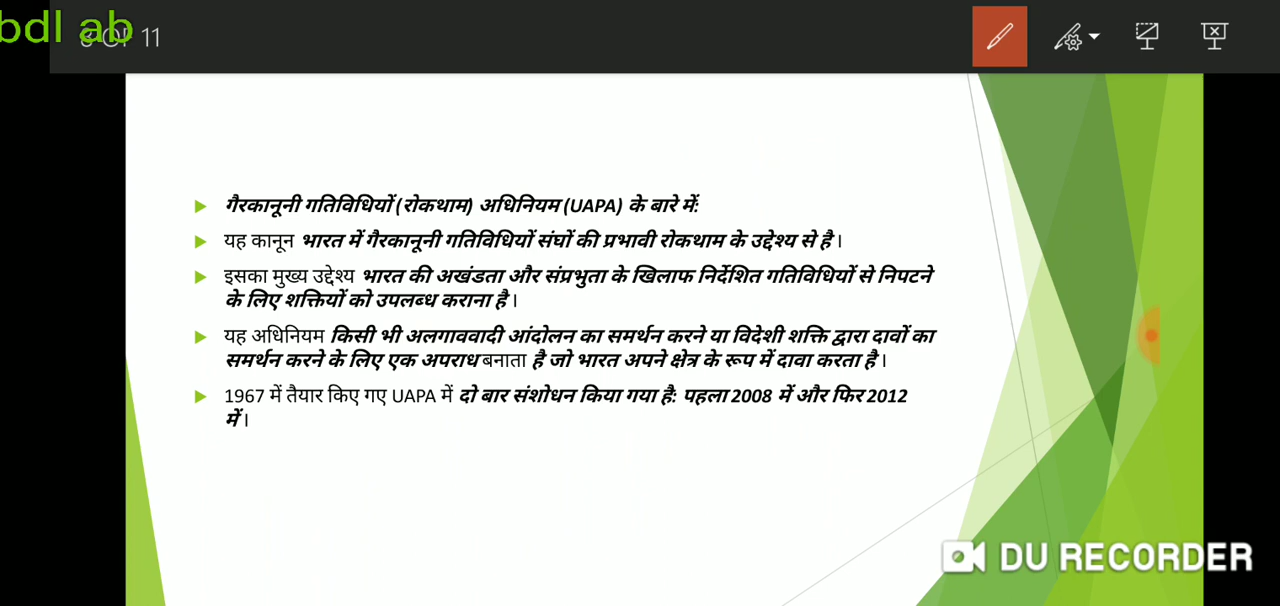 bdl ab
11
गैरकानूनी गतिविधियों (रोकथाम) अधिनियम (UAPA) के बारे में:
यह कानून भारत में गैरकानूनी गतिविधियों संघों की प्रभावी रोकथाम के उद्देश्य से है।
इसका मुख्य उद्देश्य भारत की अखंडता और संप्रभुता के खिलाफ निर्देशित गतिविधियों से निपटने
के लिए शक्तियों को उपलब्ध कराना है।
यह अधिनियम किसी भी अलगाववादी आंदोलन का समर्थन करने या विदेशी शक्ति द्वारा दावों का
समर्थन करने के लिए एक अपराध बनाता है जो भारत अपने क्षेत्र के रूप में दावा करता है।
1967 में तैयार किए गए UAPA में दो बार संशोधन किया गया है: पहला 2008 में और फिर 2012
में।
DU RECORDER